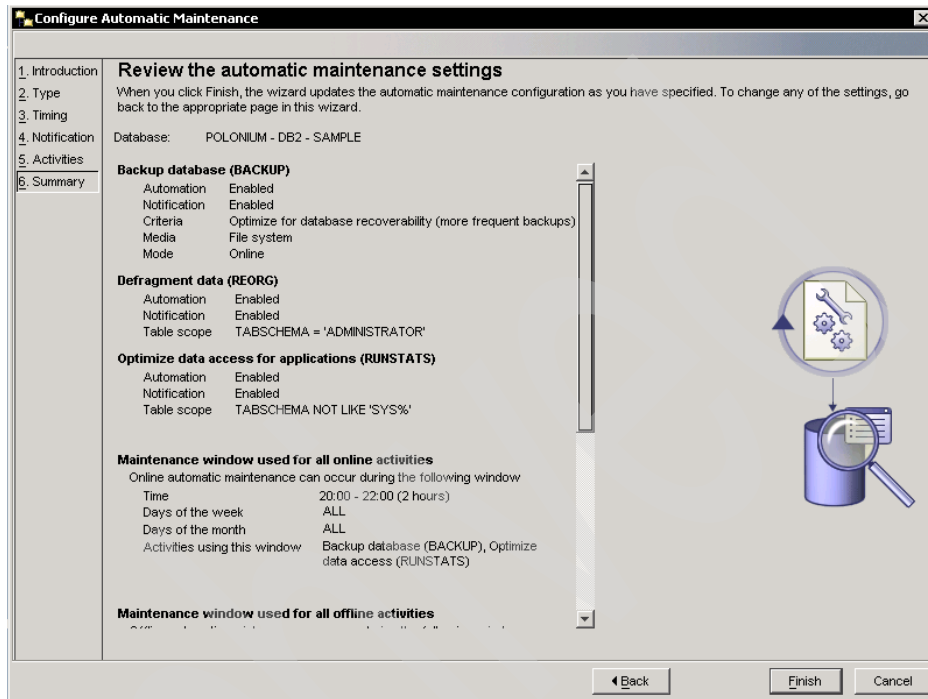 Configure Automatic Maintenance
1. Introduction
2. Type
3. Timing
4. Notification
5. Activities
6. Summary
Review the automatic maintenance settings
When you click Finish, the wizard updates the automatic maintenance configuration as you have specified. To change any of the settings, go
back to the appropriate page in this wizard.
Database: POLONIUM - DB2 - SAMPLE
Backup database (BACKUP)
Automation Enabled
Notification Enabled
Criteria Optimize for database recoverability (more frequent backups)
Media File system
Mode Online
Defragment data (REORG)
Automation Enabled
Notification Enabled
Table scope TABSCHEMA = 'ADMINISTRATOR'
Optimize data access for applications (RUNSTATS)
Automation Enabled
Notification Enabled
Table scope TABSCHEMA NOT LIKE 'SYS%'
Maintenance window used for all online activities
Online automatic maintenance can occur during the following window
Time 20:00 - 22:00 (2 hours)
Days of the week ALL
Days of the month ALL
Activities using this window Backup database (BACKUP), Optimize
data access (RUNSTATS)
Maintenance window used for all offline activities
Back
Finish
Cancel